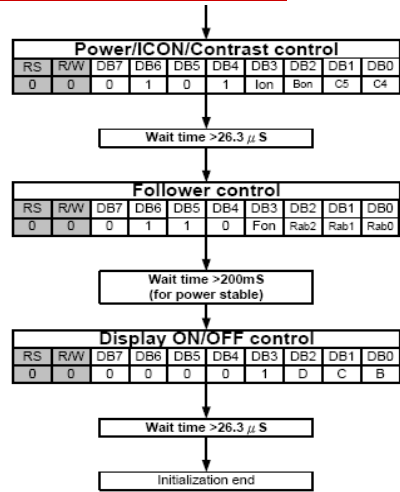 Power/ICON/Contrast control
RS R/W DB7 DB6 DB5 DB4 DB3 DB2 DB1 DB0
0 0 0 1 0 1 Ion Bon C5 C4
Wait time >26.3 μ S
Follower control
RS R/W DB7 DB6 DB5 DB4 DB3 DB2 DB1 DB0
0 0 0 1 1 0 Fon Rab2 Rab1 Rab0
Wait time >200mS
(for power stable)
Display ON/OFF control
RS R/W DB7 DB6 DB5 DB4 DB3 DB2 DB1 DB0
0 0 0 0 0 0 1 D C B
Wait time >26.3 μ S
Initialization end